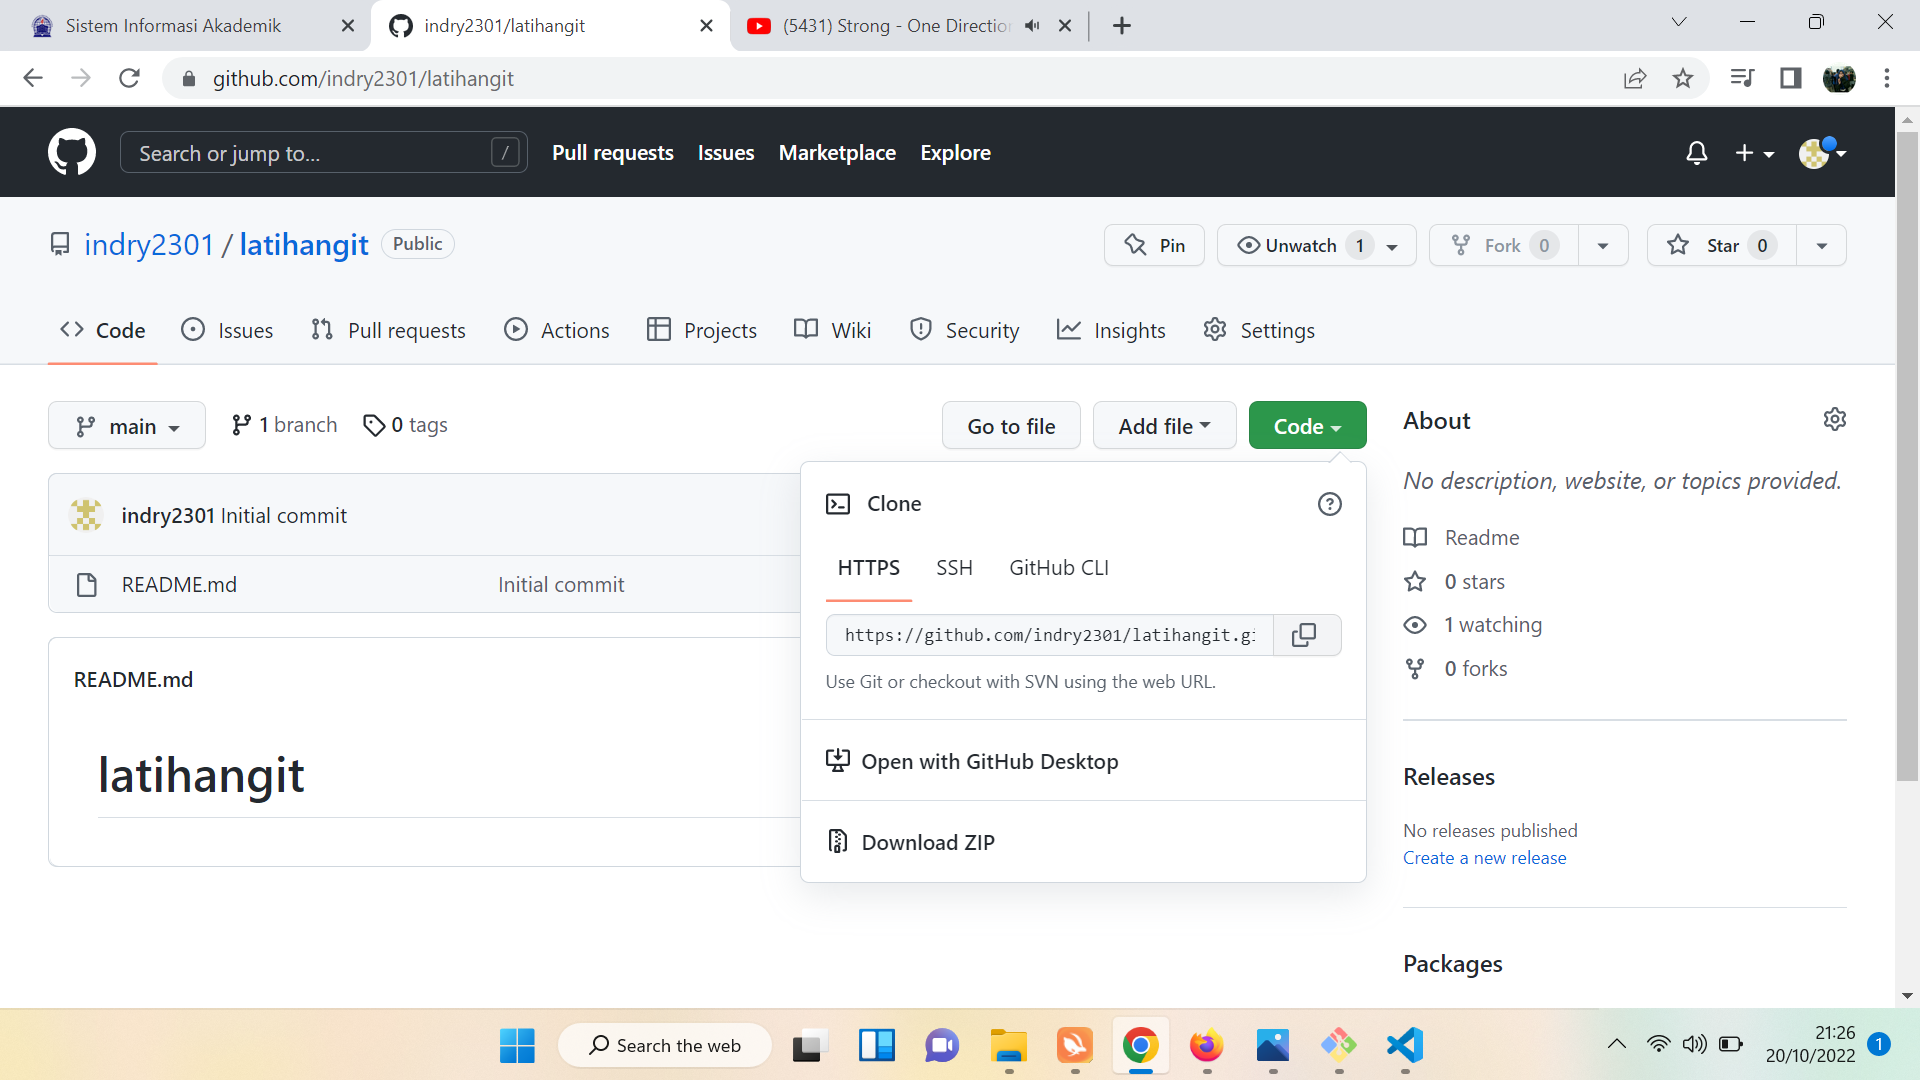 Sistem Informasi Akademik
indry2301/latihangit
(5431) Strong - One Directio
github.com/indry2301/latihangit
Search or jump to...
/
Pull requests
Issues
Marketplace
Explore
indry2301 / latihangit
Public
Pin
Unwatch 1
Fork 0
Star 0
Code
Issues
Pull requests
Actions
Projects
Wiki
Security
Insights
Settings
main
1 branch
0 tags
Go to file
Add file
Code
About
No description, website, or topics provided.
Readme
0 stars
1 watching
0 forks
Releases
No releases published
Create a new release
Packages
Clone
HTTPS
SSH
GitHub CLI
https://github.com/indry2301/latihangit.gi
Use Git or checkout with SVN using the web URL.
Open with GitHub Desktop
Download ZIP
indry2301 Initial commit
README.md
Initial commit
README.md
latihangit
Search the web
21:26
20/10/2022
1